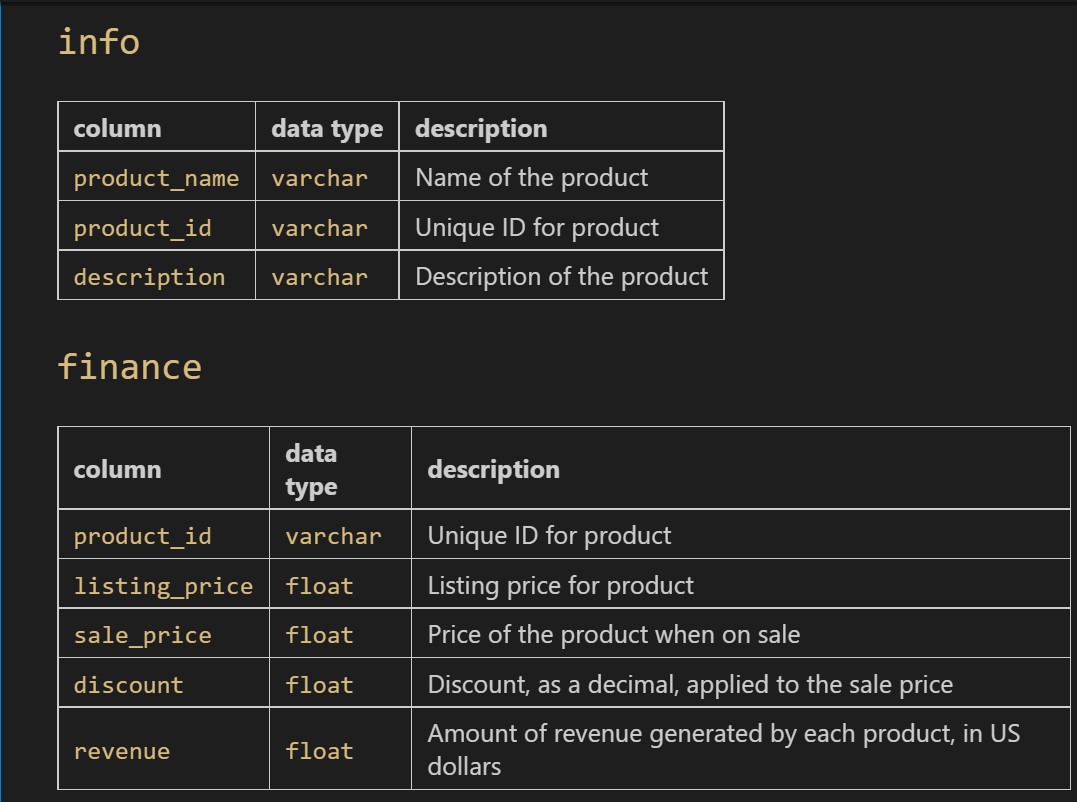 info
column data type description
product_name varchar Name of the product
product_id varchar Unique ID for product
description varchar Description of the product
finance
column data type description
product_id varchar Unique ID for product
listing_price float Listing price for product
sale_price float Price of the product when on sale
discount float Discount, as a decimal, applied to the sale price
revenue float Amount of revenue generated by each product, in US
dollars